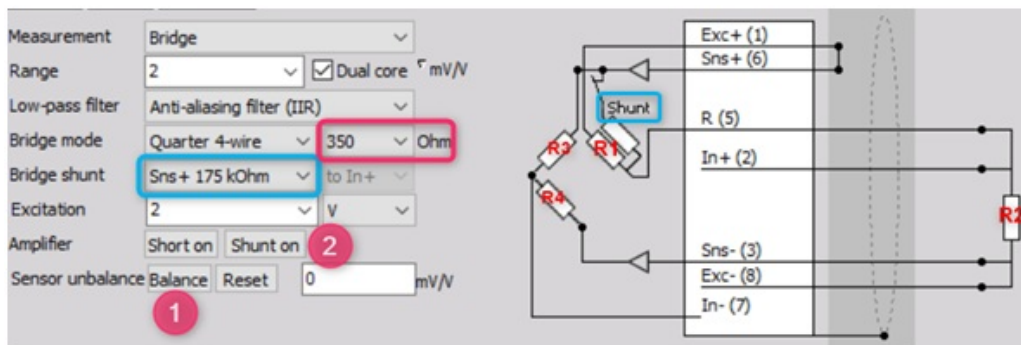 Measurement Bridge
Range 2 Dual core mV/V
Low-pass filter Anti-aliasing filter (IIR)
Bridge mode Quarter 4-wire 350 Ohm
Bridge shunt Sns+ 175 kOhm to In+
Excitation 2 V
Amplifier Short on Shunt on 2
Sensor unbalance Balance Reset 0 mV/V
1
Exc+ (1)
Sns+ (6)
Shunt
R (5)
R3 R1
In+ (2)
R4
R2
Sns- (3)
Exc- (8)
In- (7)